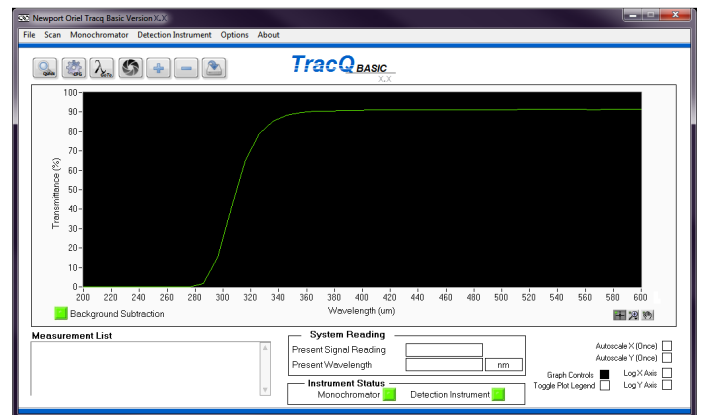 Newport Oriel Tracq Basic Version X.X
File Scan Monochromator Detection Instrument Options About
TracQ BASIC
X.X
100
90
80
70
60
50
40
30
20
10
0
Transmittance (%)
200 220 240 260 280 300 320 340 360 380 400 420 440 460 480 500 520 540 560 580 600
Wavelength (um)
Background Subtraction
Measurement List
System Reading
Present Signal Reading
Present Wavelength nm
Instrument Status
Monochromator Detection Instrument
Autoscale X (Once)
Autoscale Y (Once)
Graph Controls Log X Axis
Toggle Plot Legend Log Y Axis